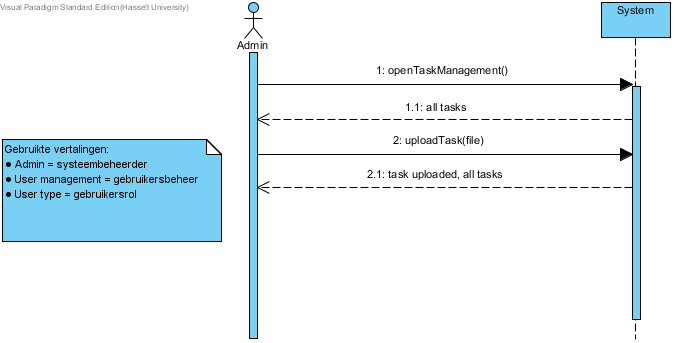 Visual Paradigm Standard Edition(Hasselt University)
System
Admin
1: openTaskManagement()
1.1: all tasks
2: uploadTask(file)
2.1: task uploaded, all tasks
Gebruikte vertalingen:
● Admin = systeembeheerder
● User management = gebruikersbeheer
● User type = gebruikersrol